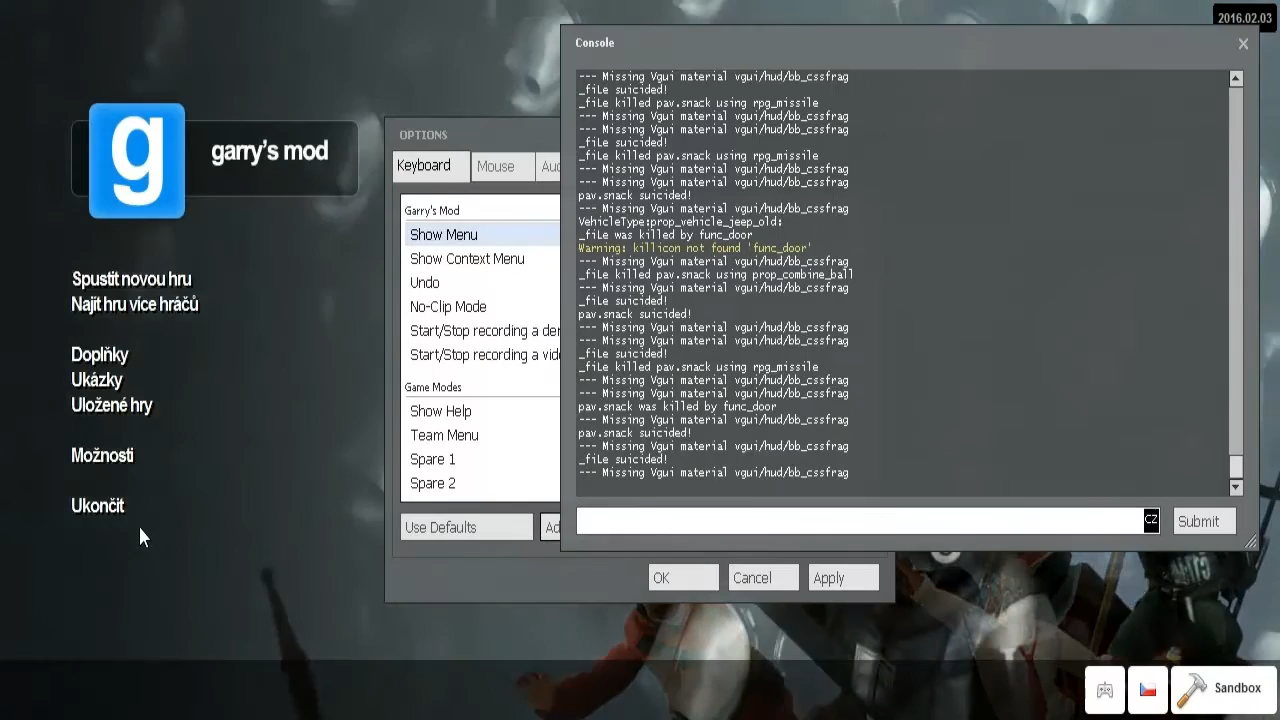 2016.02.03
g
garry's mod
Spustit novou hru
Najít hru více hráčů
Doplňky
Ukázky
Uložené hry
Možnosti
Ukončit
OPTIONS
Keyboard
Mouse
Garry's Mod
Show Menu
Show Context Menu
Undo
No-Clip Mode
Start/Stop recording a
Start/Stop recording a
Game Modes
Show Help
Team Menu
Spare 1
Spare 2
Use Defaults
OK
Cancel
Apply
Console
--- Missing Vgui material vgui/hud/bb_cssfrag
_fiLe suicided!
_fiLe killed pav.snack using rpg_missile
--- Missing Vgui material vgui/hud/bb_cssfrag
--- Missing Vgui material vgui/hud/bb_cssfrag
_fiLe suicided!
_fiLe killed pav.snack using rpg_missile
--- Missing Vgui material vgui/hud/bb_cssfrag
--- Missing Vgui material vgui/hud/bb_cssfrag
pav.snack suicided!
--- Missing Vgui material vgui/hud/bb_cssfrag
VehicleType:prop_vehicle_jeep_old:
_fiLe was killed by func_door
Warning: killicon not found 'func_door'
--- Missing Vgui material vgui/hud/bb_cssfrag
_fiLe killed pav.snack using prop_combine_ball
--- Missing Vgui material vgui/hud/bb_cssfrag
_fiLe suicided!
pav.snack suicided!
--- Missing Vgui material vgui/hud/bb_cssfrag
--- Missing Vgui material vgui/hud/bb_cssfrag
_fiLe suicided!
_fiLe killed pav.snack using rpg_missile
--- Missing Vgui material vgui/hud/bb_cssfrag
--- Missing Vgui material vgui/hud/bb_cssfrag
pav.snack was killed by func_door
--- Missing Vgui material vgui/hud/bb_cssfrag
pav.snack suicided!
--- Missing Vgui material vgui/hud/bb_cssfrag
_fiLe suicided!
--- Missing Vgui material vgui/hud/bb_cssfrag
CZ
Submit
Sandbox